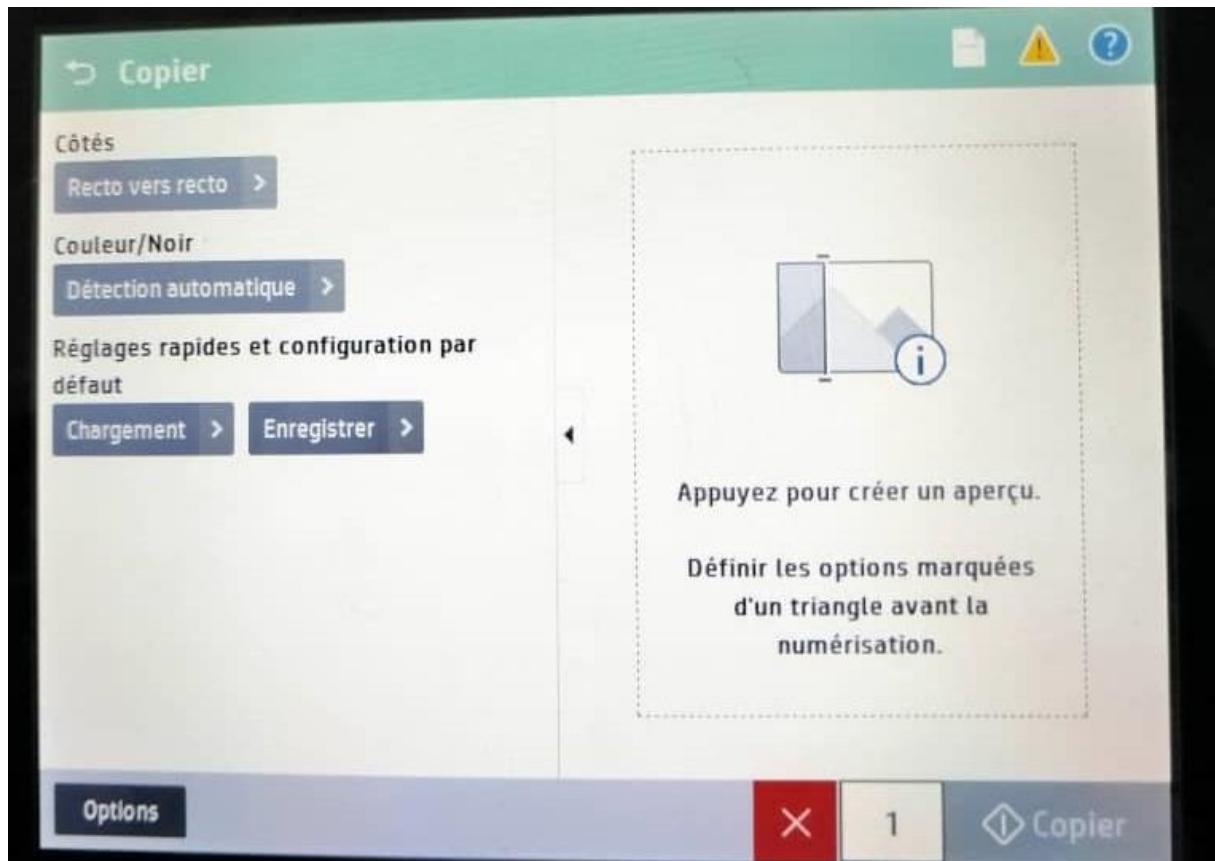 Copier
?
Côtés
Recto vers recto >
Couleur/Noir
Détection automatique >
Réglages rapides et configuration par
défaut
Chargement > Enregistrer >
i
Appuyez pour créer un aperçu.
Définir les options marquées
d'un triangle avant la
numérisation.
Options
1
Copier